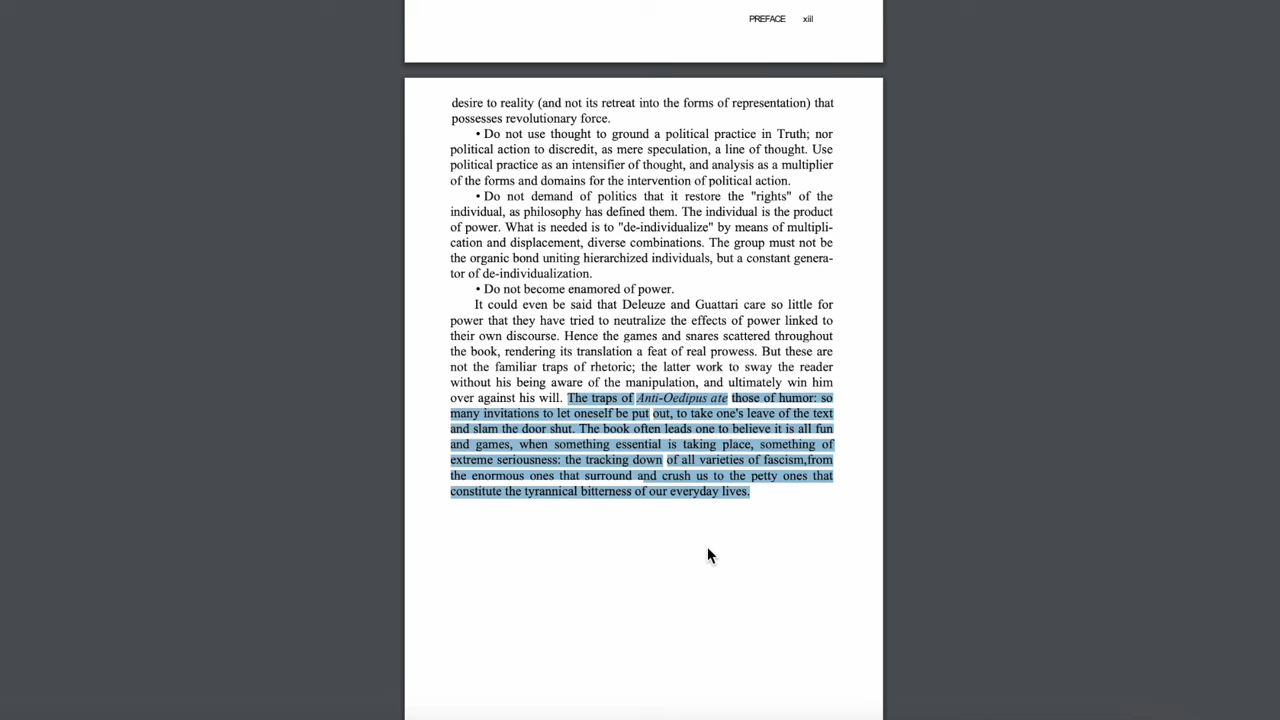 PREFACE xiil
desire to reality (and not its retreat into the forms of representation) that
possesses revolutionary force.
• Do not use thought to ground a political practice in Truth; nor
political action to discredit, as mere speculation, a line of thought. Use
political practice as an intensifier of thought, and analysis as a multiplier
of the forms and domains for the intervention of political action.
• Do not demand of politics that it restore the "rights" of the
individual, as philosophy has defined them. The individual is the product
of power. What is needed is to "de-individualize" by means of multipli-
cation and displacement, diverse combinations. The group must not be
the organic bond uniting hierarchized individuals, but a constant genera-
tor of de-individualization.
• Do not become enamored of power.
It could even be said that Deleuze and Guattari care so little for
power that they have tried to neutralize the effects of power linked to
their own discourse. Hence the games and snares scattered throughout
the book, rendering its translation a feat of real prowess. But these are
not the familiar traps of rhetoric; the latter work to sway the reader
without his being aware of the manipulation, and ultimately win him
over against his will. The traps of Anti-Oedipus ate those of humor: so
many invitations to let oneself be put out, to take one's leave of the text
and slam the door shut. The book often leads one to believe it is all fun
and games, when something essential is taking place, something of
extreme seriousness: the tracking down of all varieties of fascism,from
the enormous ones that surround and crush us to the petty ones that
constitute the tyrannical bitterness of our everyday lives.